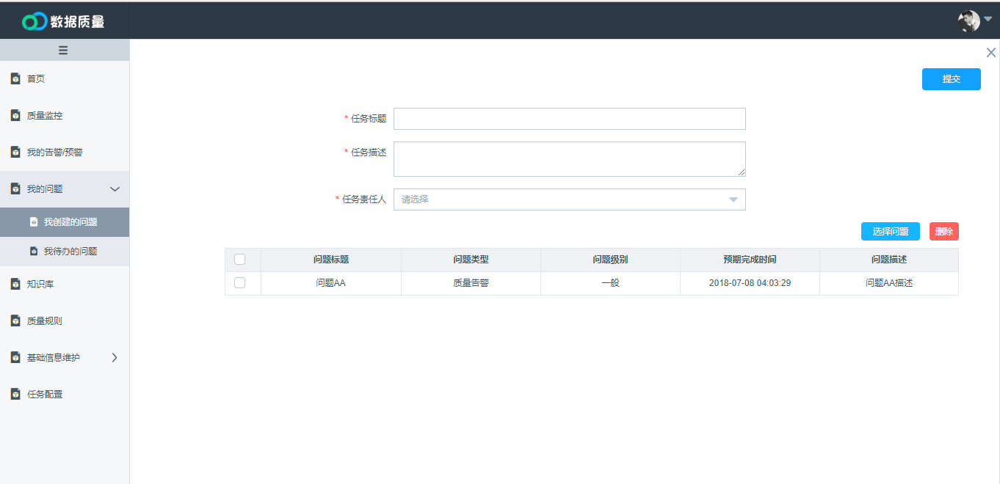 数据质量
首页
质量监控
我的告警/预警
我的问题
我创建的问题
我待办的问题
知识库
质量规则
基础信息维护
任务配置
提交
* 任务标题
* 任务描述
* 任务责任人 请选择
选择问题 删除
问题标题 问题类型 问题级别 预期完成时间 问题描述
问题AA 质量告警 一般 2018-07-08 04:03:29 问题AA描述